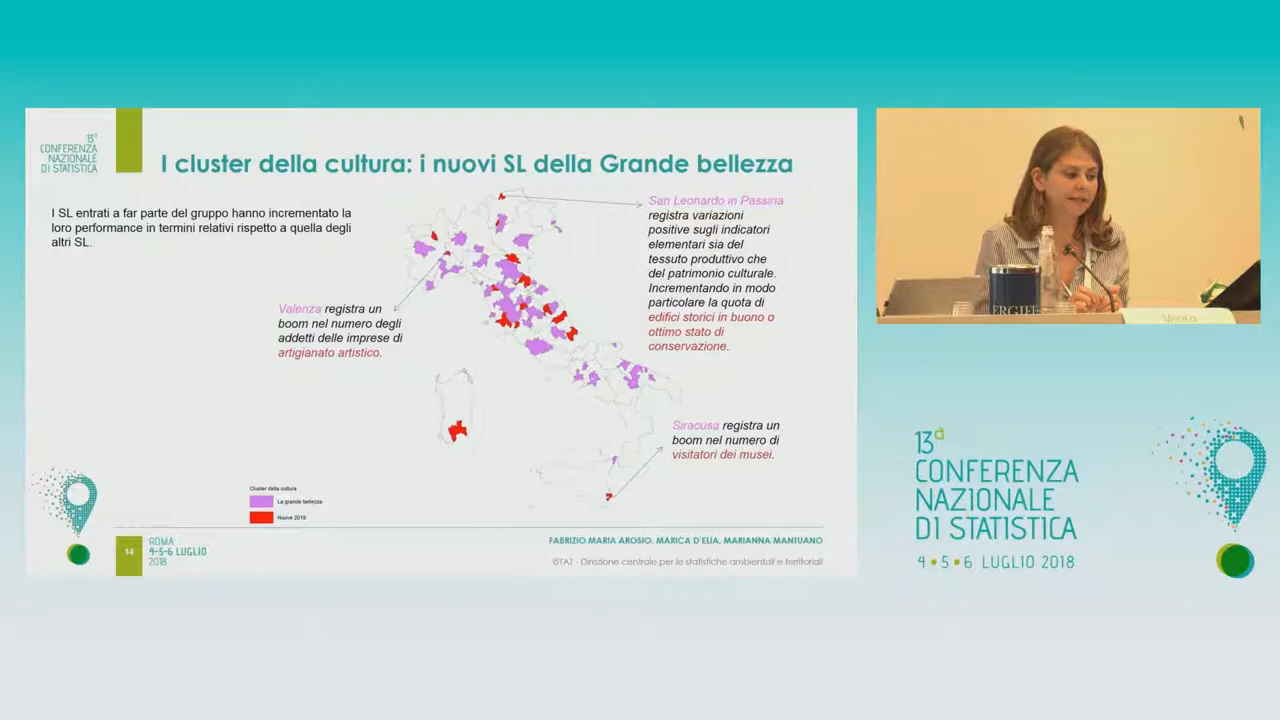 13ª
CONFERENZA
NAZIONALE
DI STATISTICA
I cluster della cultura: i nuovi SL della Grande bellezza
I SL entrati a far parte del gruppo hanno incrementato la
loro performance in termini relativi rispetto a quella degli
altri SL.
San Leonardo in Passiria
registra variazioni
positive sugli indicatori
elementari sia del
tessuto produttivo che
del patrimonio culturale.
Incrementando in modo
particolare la quota di
edifici storici in buono o
ottimo stato di
conservazione.
Valenza registra un
boom nel numero degli
addetti delle imprese di
artigianato artistico.
Siracusa registra un
boom nel numero di
visitatori dei musei.
Cluster della cultura
La grande bellezza
Nuove 2018
14
ROMA
4-5-6 LUGLIO
2018
FABRIZIO MARIA AROSIO, MARICA D'ELIA, MARIANNA MANTUANO
ISTAT - Direzione centrale per le statistiche ambientali e territoriali
13ª
CONFERENZA
NAZIONALE
DI STATISTICA
4 • 5 • 6 LUGLIO 2018